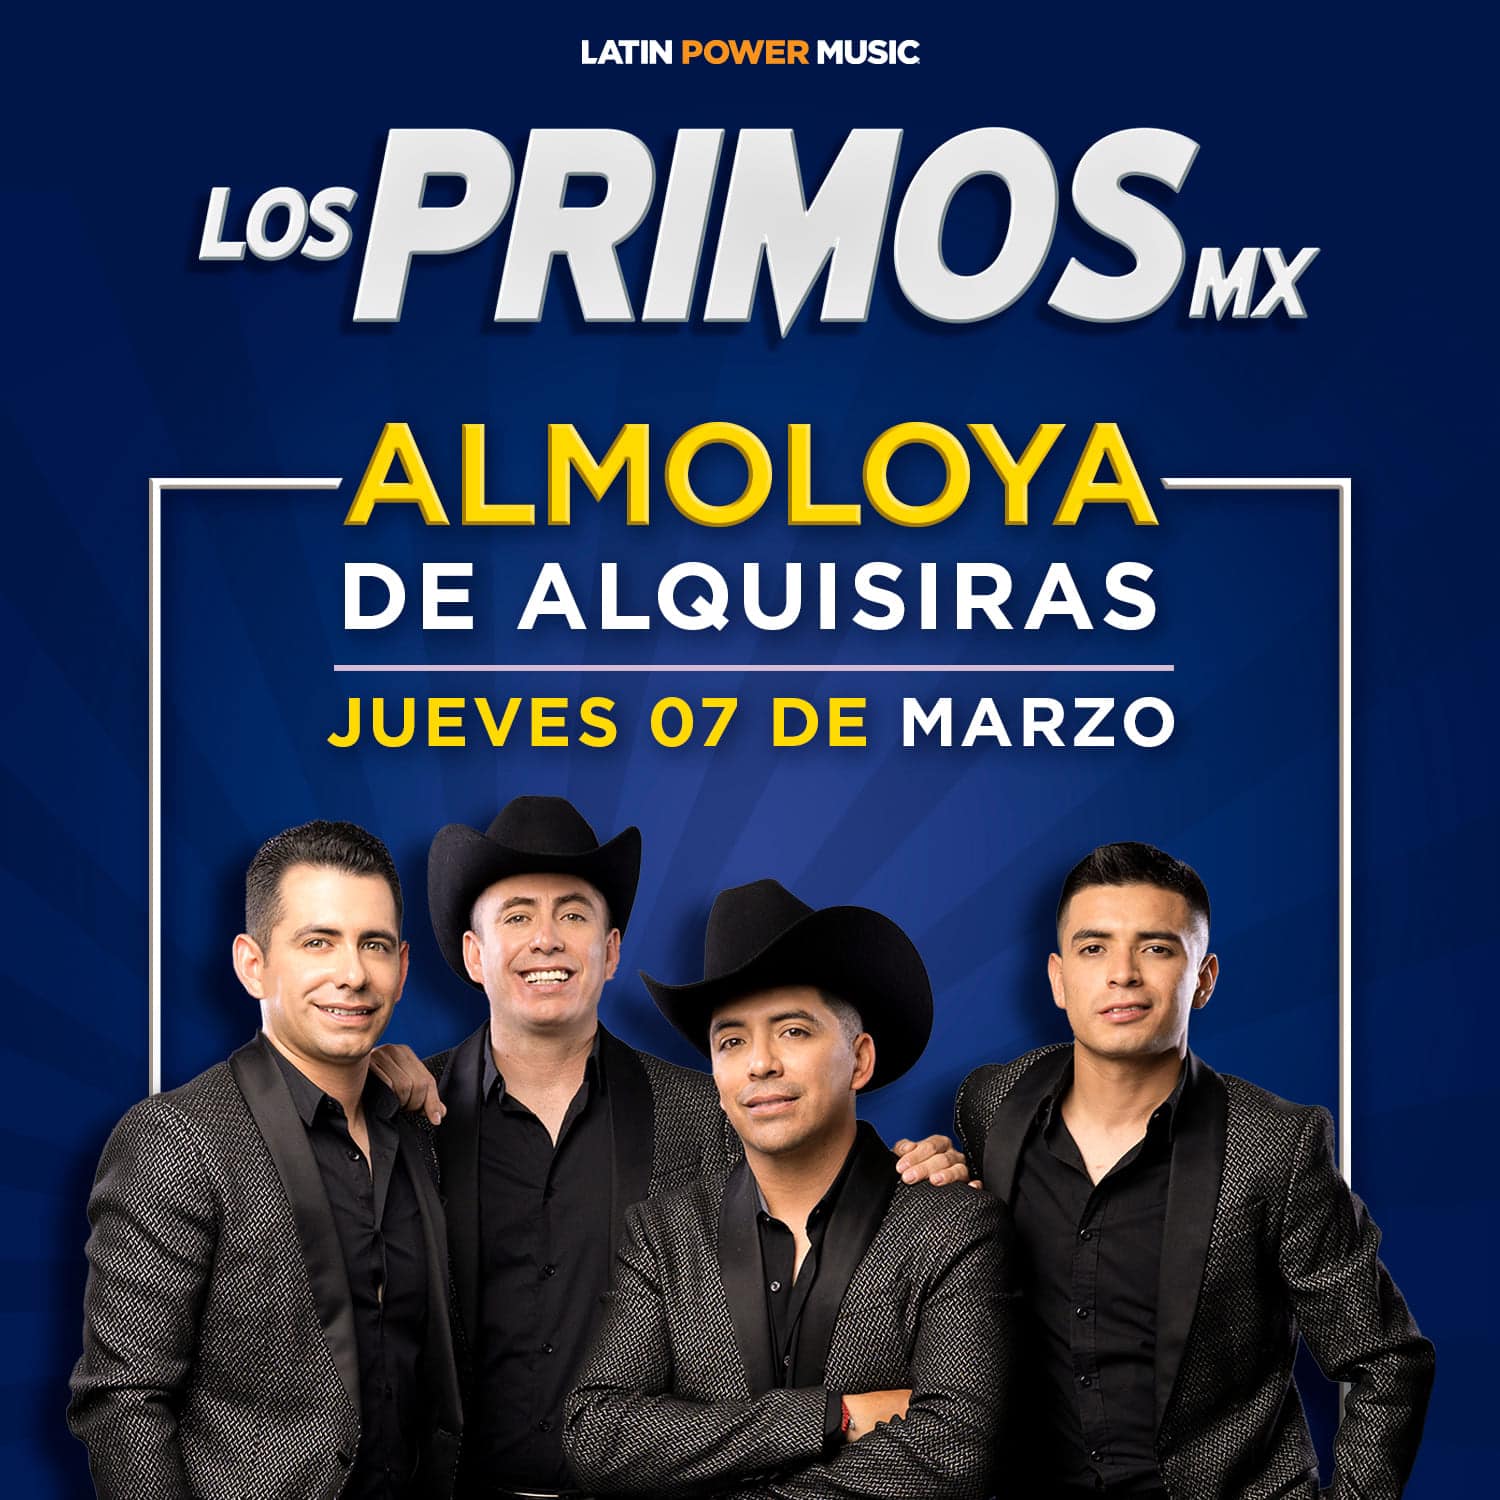 LATIN POWER MUSIC
LOS PRIMOS MX
ALMOLOYA
DE ALQUISIRAS
JUEVES 07 DE MARZO